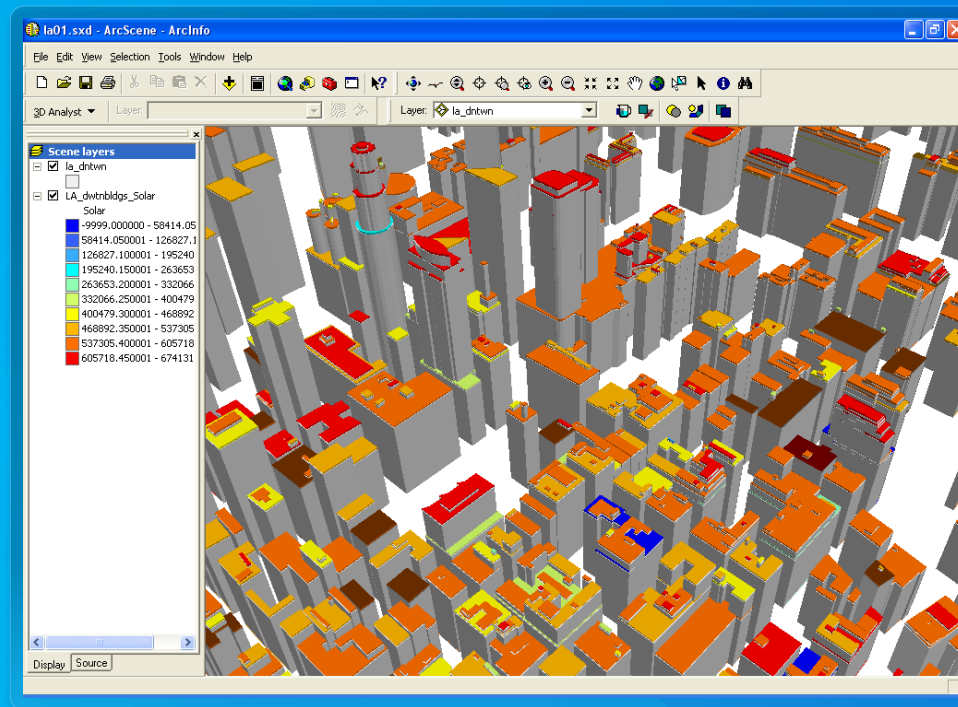 la01.sxd - ArcScene - ArcInfo
File Edit View Selection Tools Window Help
3D Analyst Layer: Layer: la_dntwn
Scene layers
la_dntwn
LA_dwtnbldgs_Solar
Solar
-9999.000000 - 58414.05
58414.050001 - 126827.1
126827.100001 - 195240
195240.150001 - 263653
263653.200001 - 332066
332066.250001 - 400479
400479.300001 - 468892
468892.350001 - 537305
537305.400001 - 605718
605718.450001 - 674131
Display Source